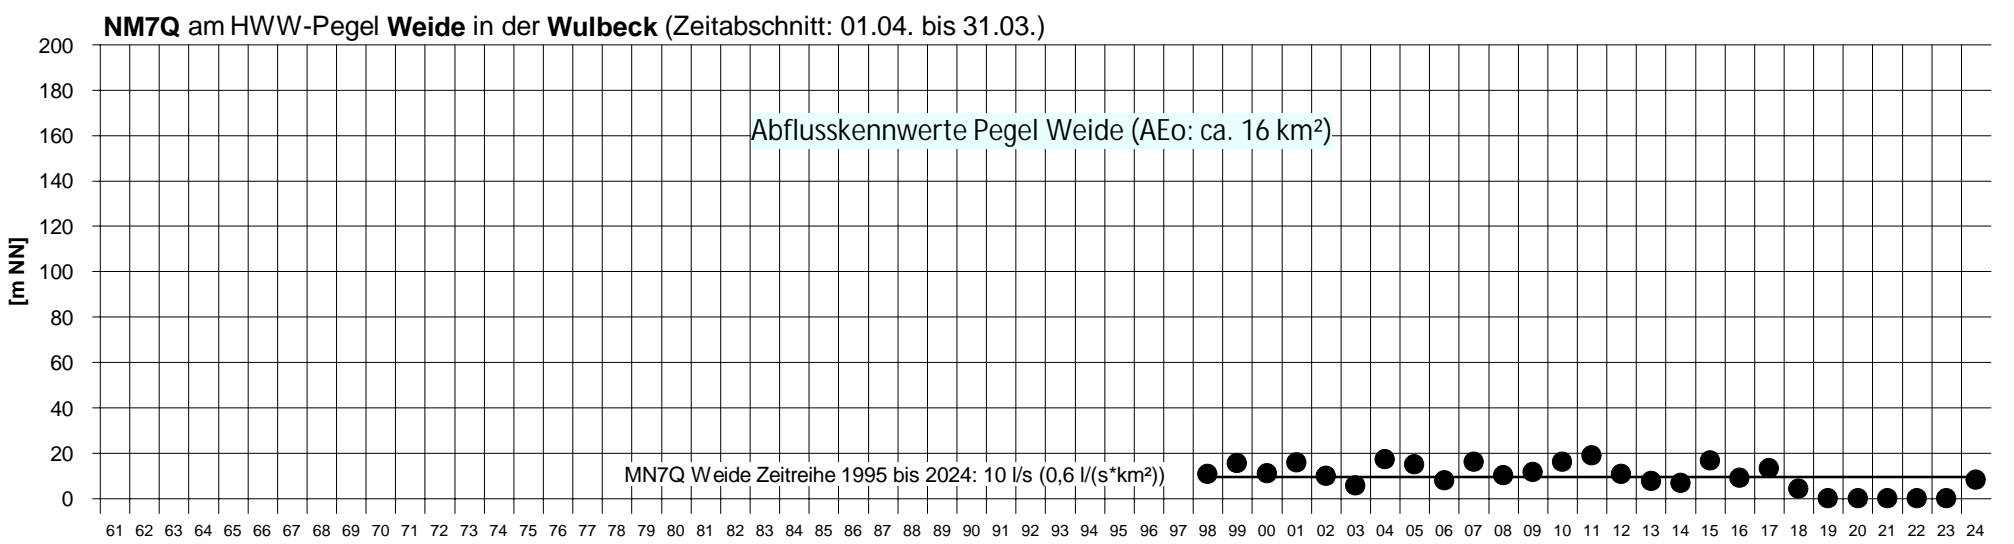 NM7Q am HWW-Pegel Weide in der Wulbeck (Zeitabschnitt: 01.04. bis 31.03.)
200
180
Abflusskennwerte Pegel Weide (AEo: ca. 16 km²)
160
140
120
[m NN]
100
80
60
40
20
MN7Q Weide Zeitreihe 1995 bis 2024: 10 l/s (0,6 l/(s*km²))
0
61 62 63 64 65 66 67 68 69 70 71 72 73 74 75 76 77 78 79 80 81 82 83 84 85 86 87 88 89 90 91 92 93 94 95 96 97 98 99 00 01 02 03 04 05 06 07 08 09 10 11 12 13 14 15 16 17 18 19 20 21 22 23 24